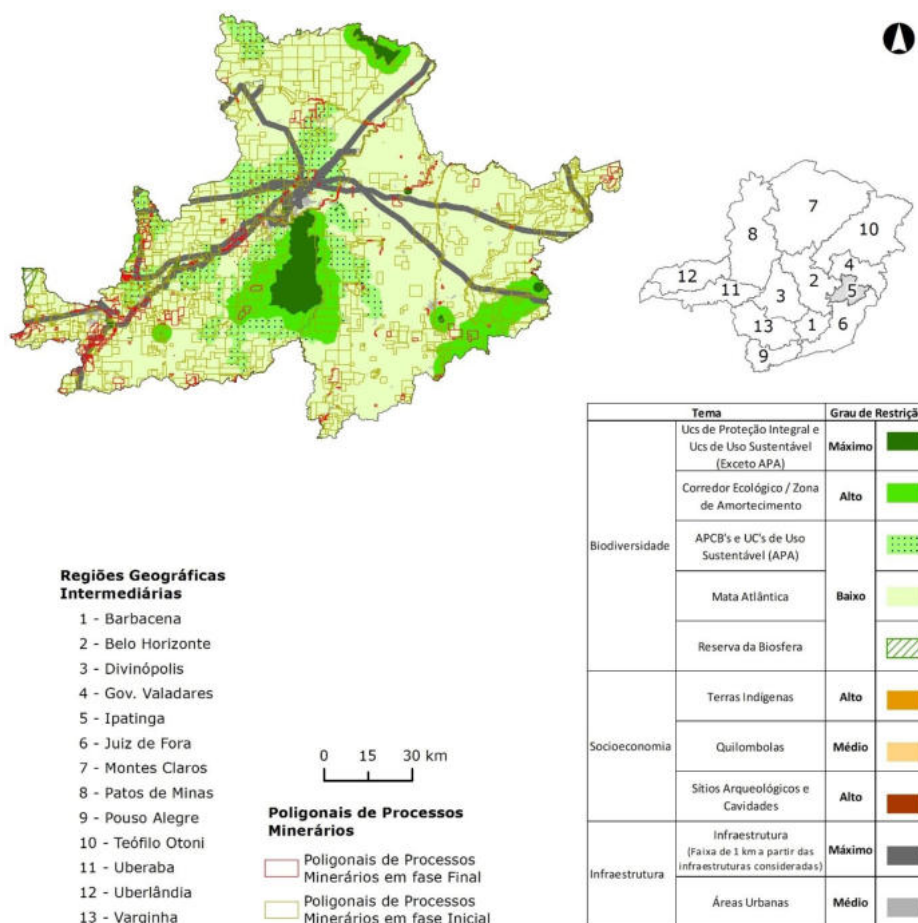 7
8
10
4
12
11
2
5
3
6
13
1
9
Tema
Grau de Restriçã
Biodiversidade
Ucs de Proteção Integral e
Ucs de Uso Sustentável
(Exceto APA)
Máximo
Corredor Ecológico / Zona
de Amortecimento
Alto
APCB's e UC's de Uso
Sustentável (APA)
Mata Atlântica
Baixo
Reserva da Biosfera
Socioeconomia
Terras Indígenas
Alto
Quilombolas
Médio
Sítios Arqueológicos e
Cavidades
Alto
Infraestrutura
Infraestrutura
(Faixa de 1 km a partir das
infraestruturas consideradas)
Máximo
Áreas Urbanas
Médio
Regiões Geográficas
Intermediárias
1 - Barbacena
2 - Belo Horizonte
3 - Divinópolis
4 - Gov. Valadares
5 - Ipatinga
6 - Juiz de Fora
7 - Montes Claros
8 - Patos de Minas
9 - Pouso Alegre
10 - Teófilo Otoni
11 - Uberaba
12 - Uberlândia
13 - Varginha
0 15 30 km
Poligonais de Processos
Minerários
Poligonais de Processos
Minerários em fase Final
Poligonais de Processos
Minerários em fase Inicial